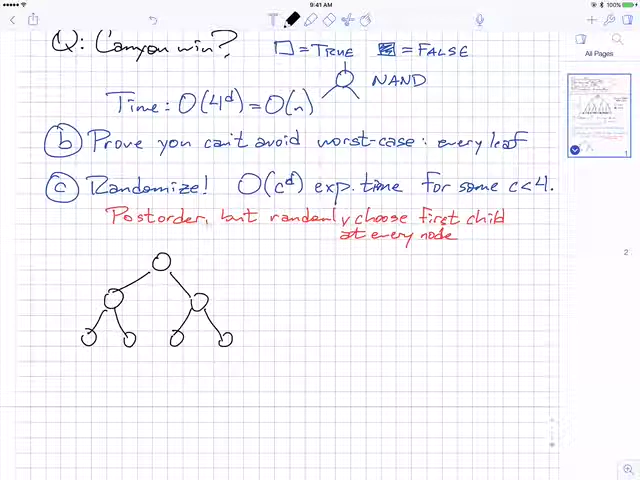 9:41 AM
100%
Q: Can you win?
□ = TRUE ■ = FALSE
NAND
Time: O(4^d) = O(n)
All Pages
1
(b) Prove you can't avoid worst-case: every leaf
(c) Randomize! O(c^d) exp. time for some c<4.
Postorder, but randomly choose first child
at every node
2